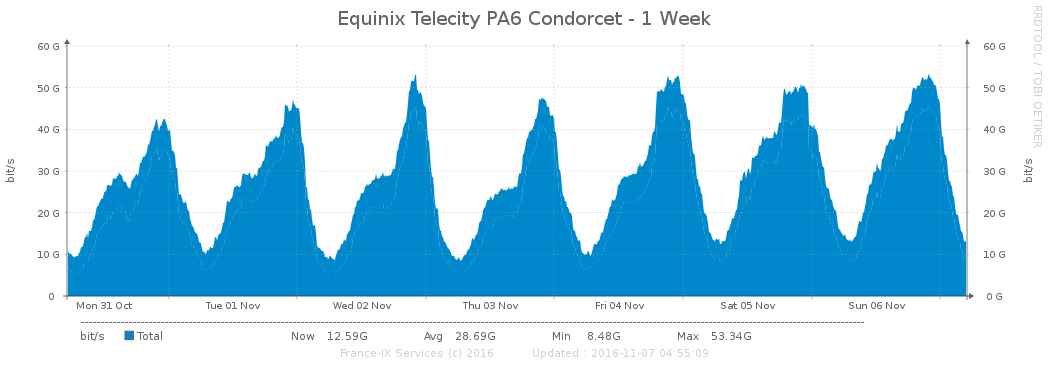 Equinix Telecity PA6 Condorcet - 1 Week
RRDTOOL / TOBI OETIKER
60 G 60 G
50 G 50 G
40 G 40 G
30 G 30 G
20 G 20 G
10 G 10 G
0 0 G
bit/s bit/s
Mon 31 Oct Tue 01 Nov Wed 02 Nov Thu 03 Nov Fri 04 Nov Sat 05 Nov Sun 06 Nov
bit/s Total Now 12.59G Avg 28.69G Min 8.48G Max 53.34G
France-IX Services (c) 2016 Updated : 2016-11-07 04:55:09